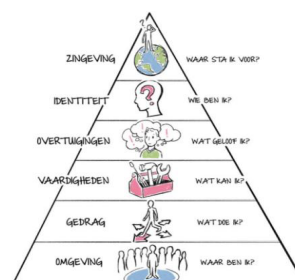 ZINGEVING WAAR STA IK VOOR?
IDENTITEIT WIE BEN IK?
OVERTUIGINGEN WAT GELOOF IK?
VAARDIGHEDEN WAT KAN IK?
GEDRAG WAT DOE IK?
OMGEVING WAAR BEN IK?